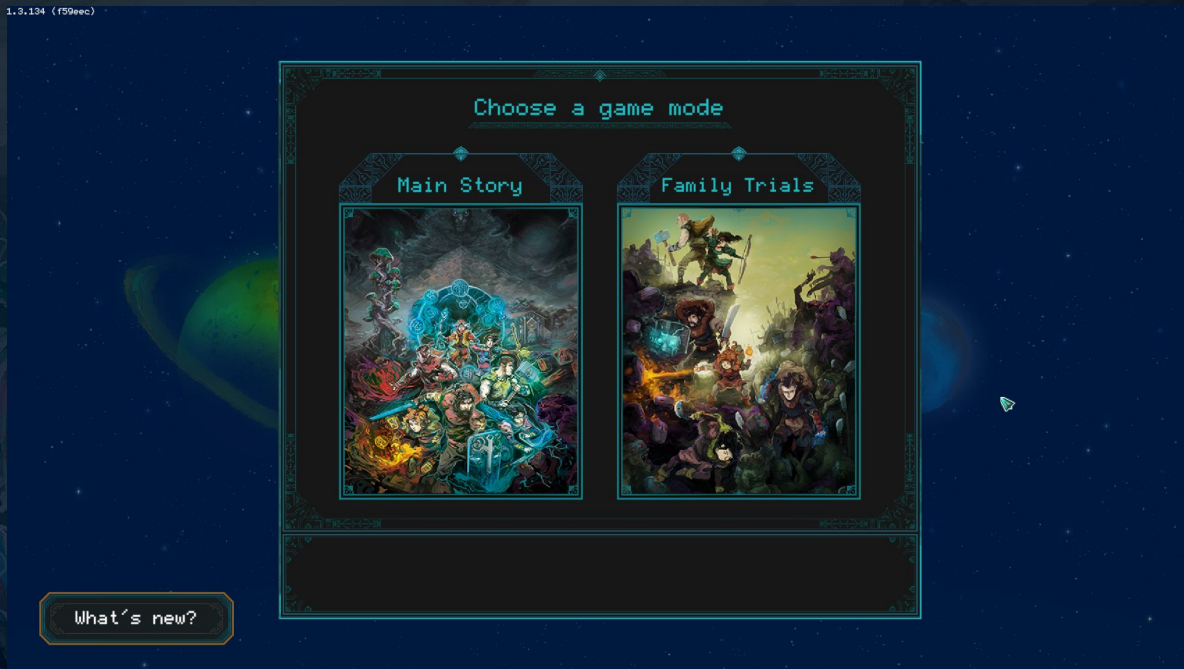 1.3.134 (f59eec)
Choose a game mode
Main Story
Family Trials
What's new?